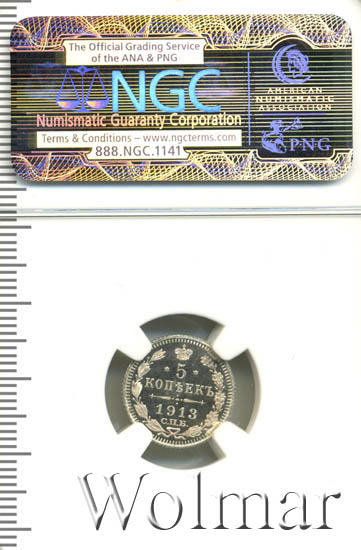 The Official Grading Service
of the ANA & PNG
NGC
Numismatic Guaranty Corporation
Terms & Conditions – www.ngcterms.com
888.NGC.1141
AMERICAN
NUMISMATIC
ASSOCIATION
PNG
5
КОПѢЕКЪ
1913
С.П.Б.
Wolmar